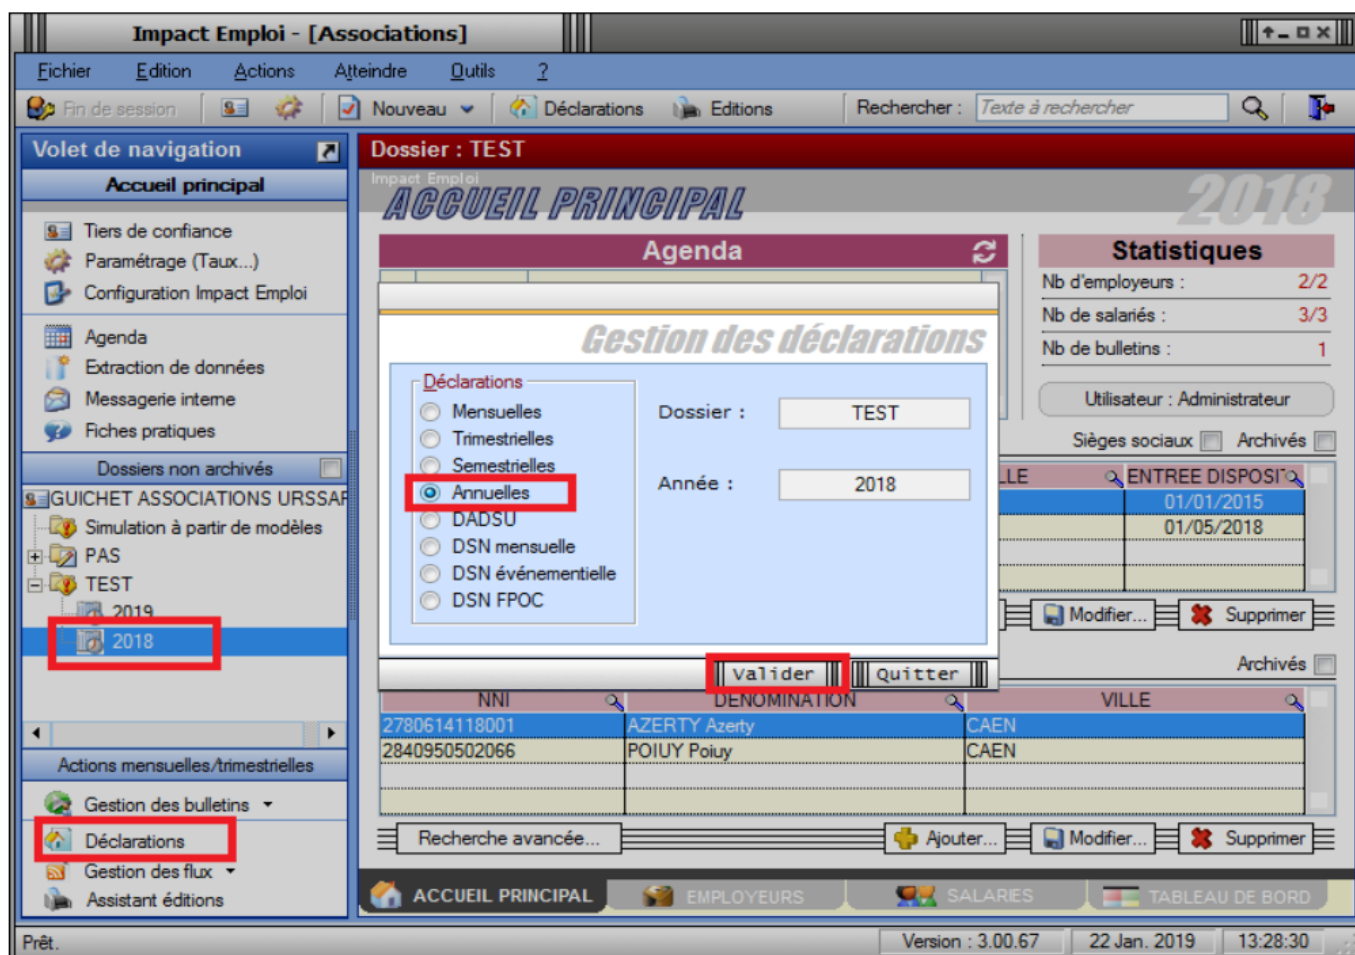 Impact Emploi - [Associations]
Fichier Edition Actions Atteindre Outils ?
Fin de session Nouveau Déclarations Editions Rechercher : Texte à rechercher
Volet de navigation
Accueil principal
Tiers de confiance
Paramétrage (Taux...)
Configuration Impact Emploi
Agenda
Extraction de données
Messagerie interne
Fiches pratiques
Dossiers non archivés
GUICHET ASSOCIATIONS URSSAF
Simulation à partir de modèles
PAS
TEST
2019
2018
Actions mensuelles/trimestrielles
Gestion des bulletins
Déclarations
Gestion des flux
Assistant éditions
Dossier : TEST
Impact Emploi
ACCUEIL PRINCIPAL
2018
Agenda
Statistiques
Nb d'employeurs : 2/2
Nb de salariés : 3/3
Nb de bulletins : 1
Utilisateur : Administrateur
Sièges sociaux Archivés
LLE ENTREE DISPOSI
01/01/2015
01/05/2018
Modifier... Supprimer
Archivés
Gestion des déclarations
Déclarations
Mensuelles
Trimestrielles
Semestrielles
Annuelles
DADSU
DSN mensuelle
DSN événementielle
DSN FPOC
Dossier : TEST
Année : 2018
Valider Quitter
NNI DENOMINATION VILLE
2780614118001 AZERTY Azerty CAEN
2840950502066 POIUY Poiuy CAEN
Recherche avancée... Ajouter... Modifier... Supprimer
ACCUEIL PRINCIPAL EMPLOYEURS SALARIES TABLEAU DE BORD
Prêt. Version : 3.00.67 22 Jan. 2019 13:28:30